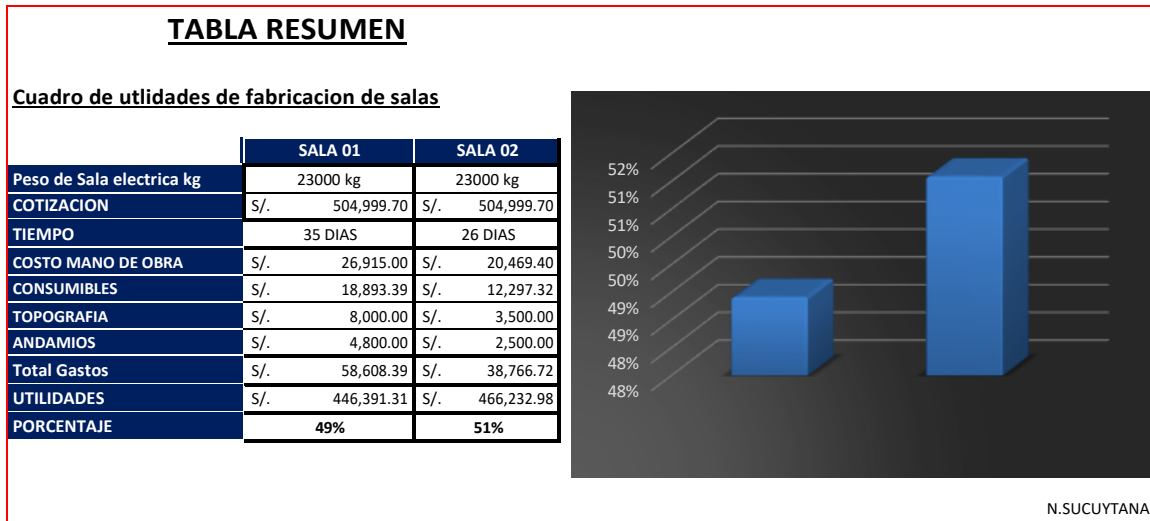 TABLA RESUMEN
Cuadro de utlidades de fabricacion de salas
SALA 01 SALA 02
Peso de Sala electrica kg 23000 kg 23000 kg
COTIZACION S/. 504,999.70 S/. 504,999.70
TIEMPO 35 DIAS 26 DIAS
COSTO MANO DE OBRA S/. 26,915.00 S/. 20,469.40
CONSUMIBLES S/. 18,893.39 S/. 12,297.32
TOPOGRAFIA S/. 8,000.00 S/. 3,500.00
ANDAMIOS S/. 4,800.00 S/. 2,500.00
Total Gastos S/. 58,608.39 S/. 38,766.72
UTILIDADES S/. 446,391.31 S/. 466,232.98
PORCENTAJE 49% 51%
52%
51%
51%
50%
50%
49%
49%
48%
48%
N.SUCUYTANA